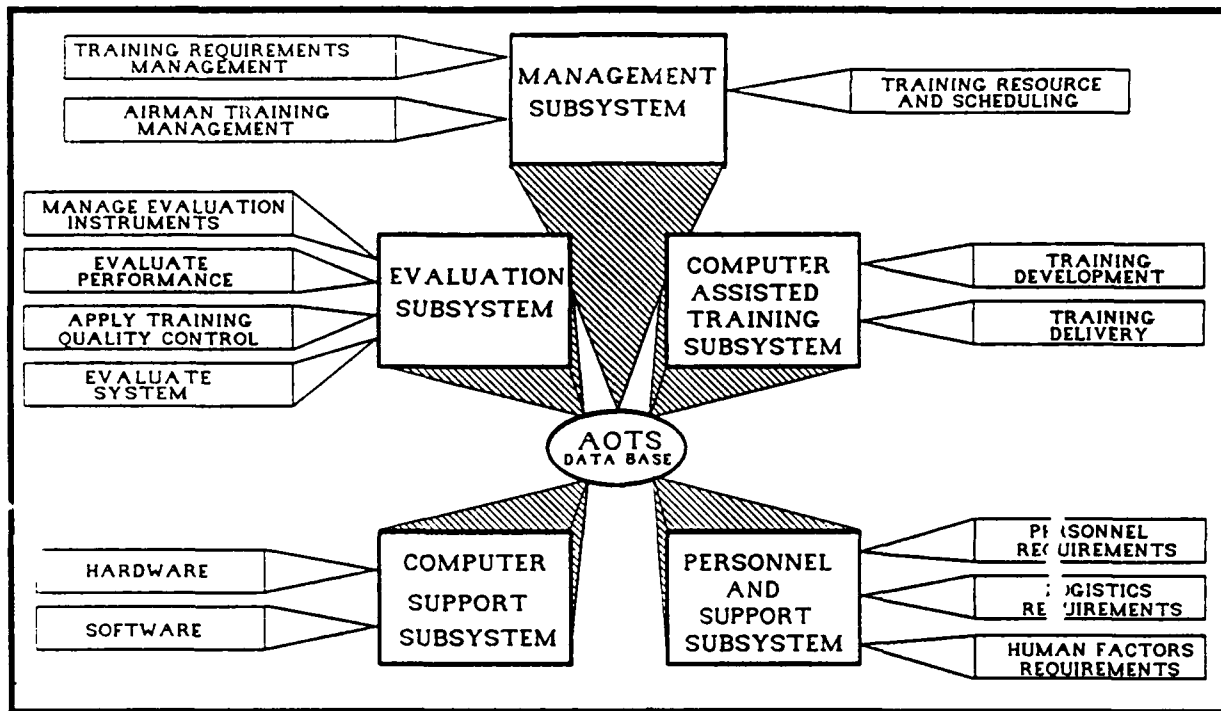 TRAINING REQUIREMENTS
MANAGEMENT
AIRMAN TRAINING
MANAGEMENT
MANAGEMENT
SUBSYSTEM
TRAINING RESOURCE
AND SCHEDULING
MANAGE EVALUATION
INSTRUMENTS
EVALUATE
PERFORMANCE
APPLY TRAINING
QUALITY CONTROL
EVALUATE
SYSTEM
EVALUATION
SUBSYSTEM
COMPUTER
ASSISTED
TRAINING
SUBSYSTEM
TRAINING
DEVELOPMENT
TRAINING
DELIVERY
AOTS
DATA BASE
HARDWARE
SOFTWARE
COMPUTER
SUPPORT
SUBSYSTEM
PERSONNEL
AND
SUPPORT
SUBSYSTEM
PERSONNEL
REQUIREMENTS
LOGISTICS
REQUIREMENTS
HUMAN FACTORS
REQUIREMENTS